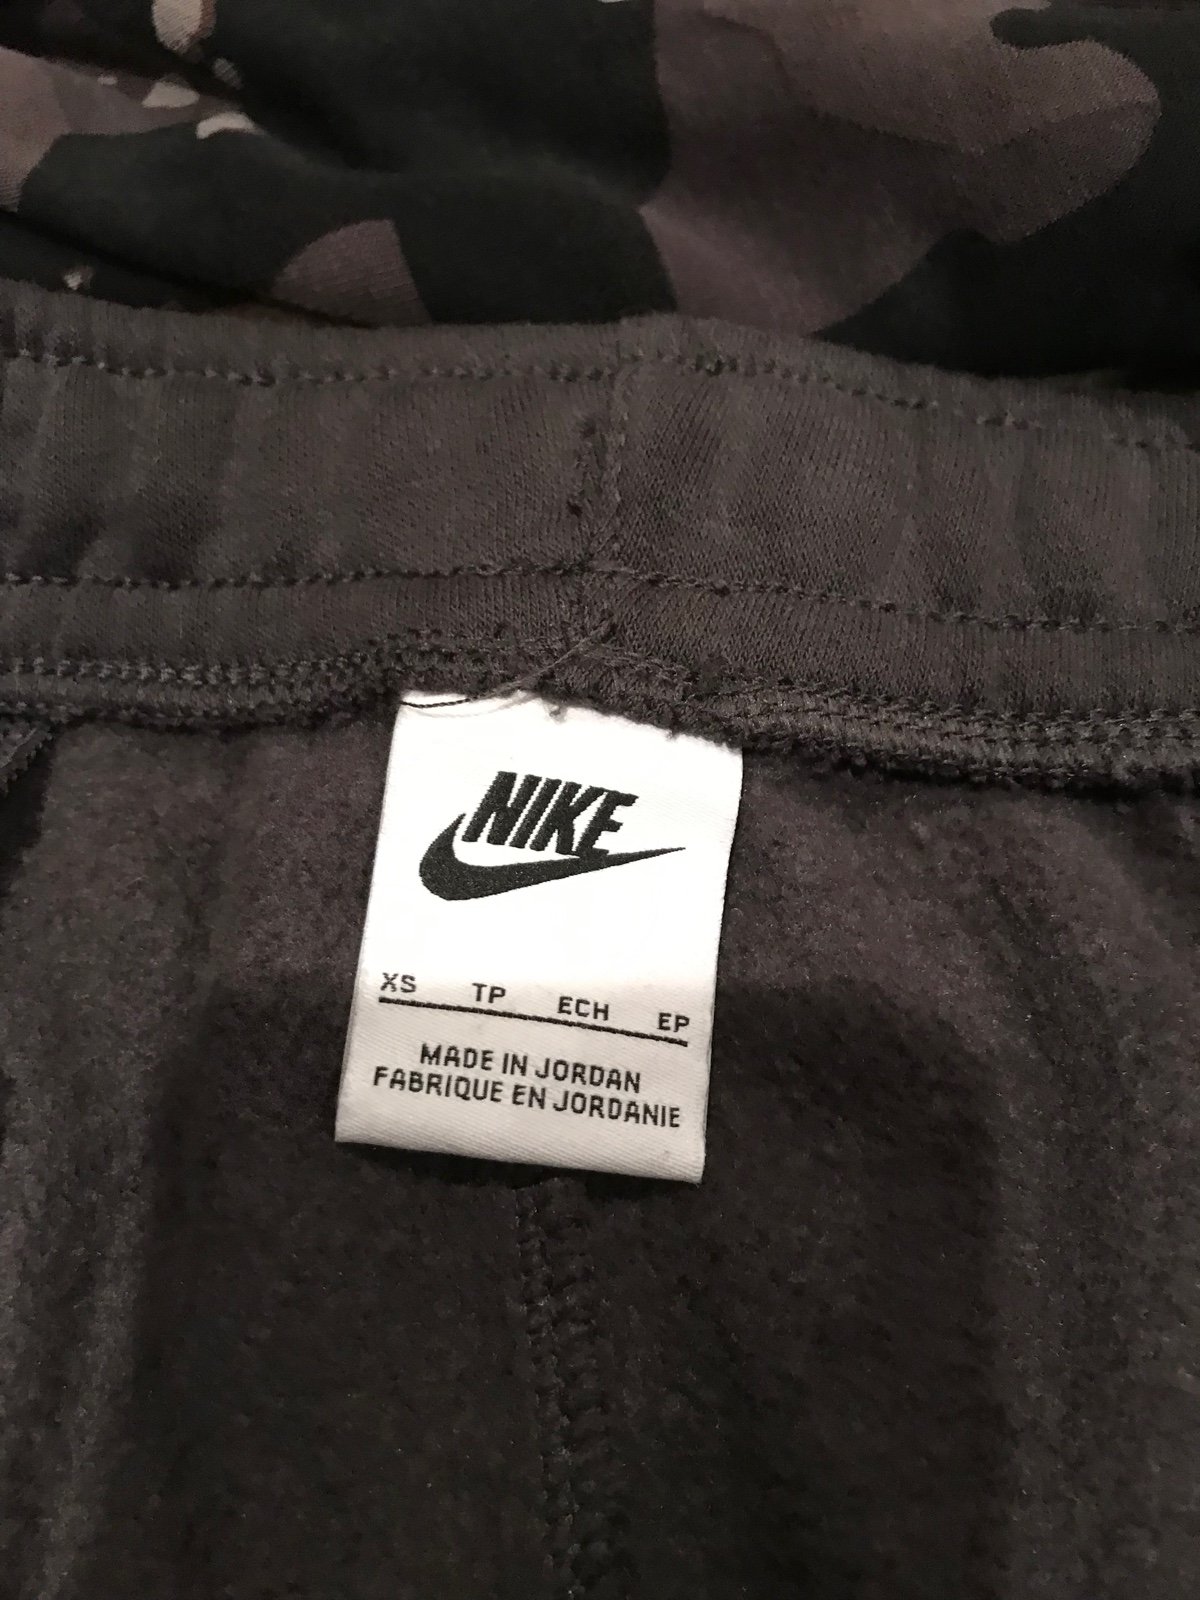 NIKE
XS TP ECH EP
MADE IN JORDAN
FABRIQUE EN JORDANIE